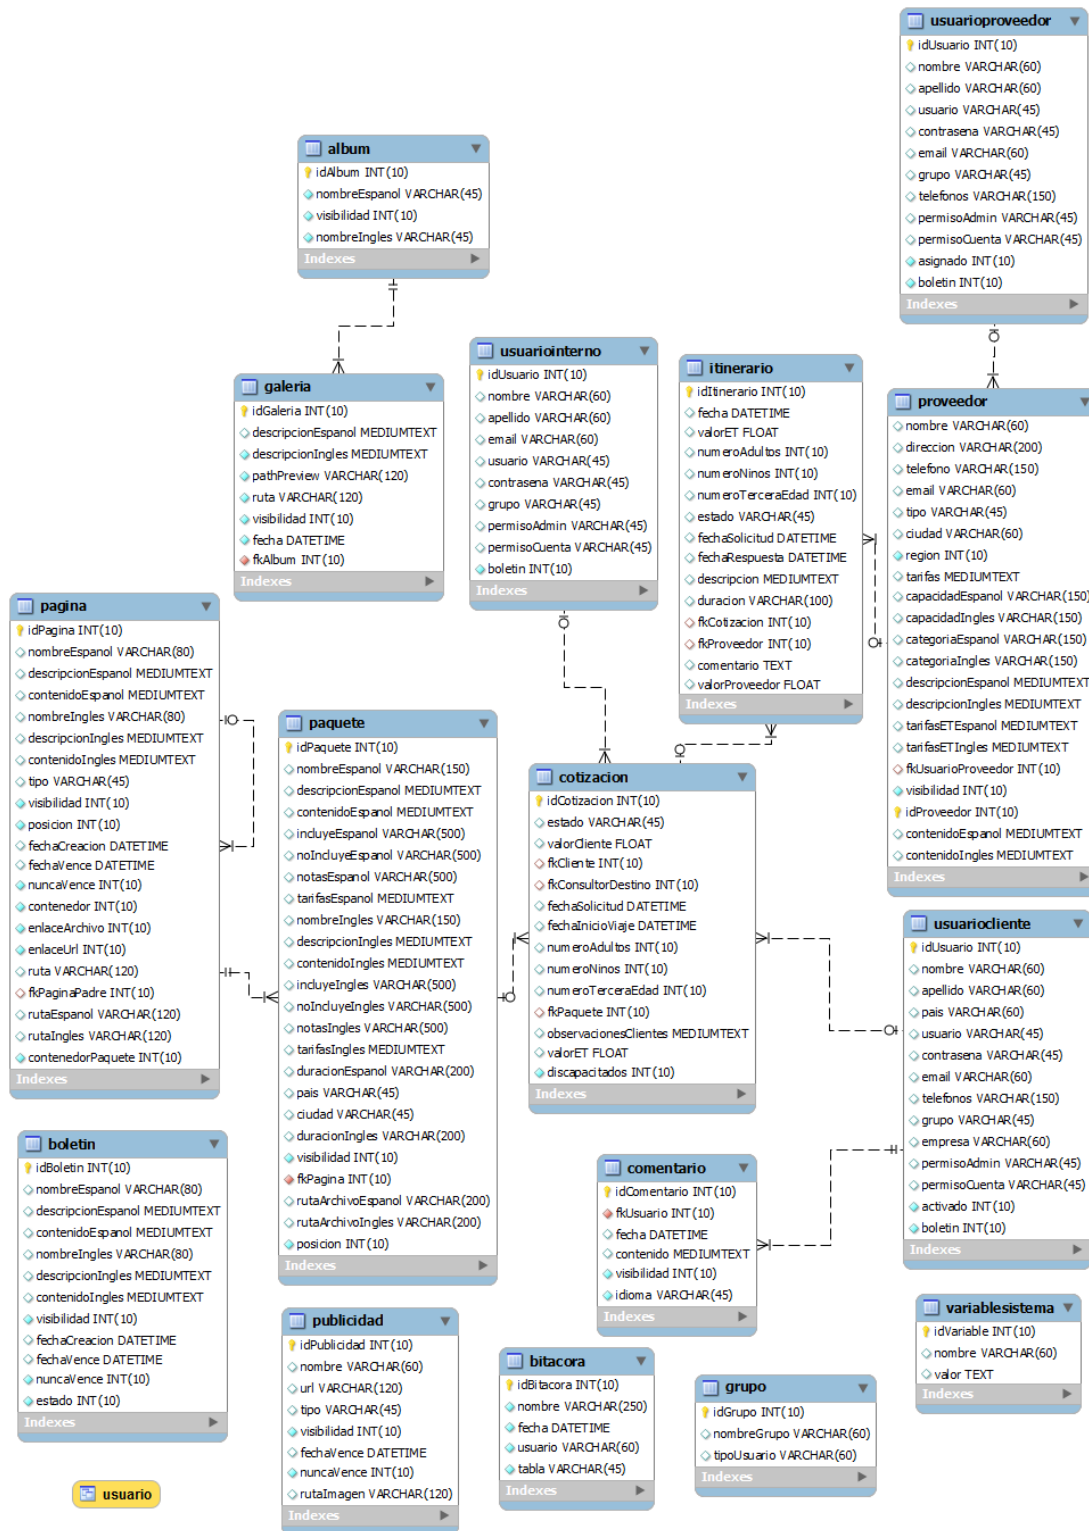 usuarioproveedor
idUsuario INT(10)
nombre VARCHAR(60)
apellido VARCHAR(60)
usuario VARCHAR(45)
contrasena VARCHAR(45)
email VARCHAR(60)
grupo VARCHAR(45)
telefonos VARCHAR(150)
permisoAdmin VARCHAR(45)
permisoCuenta VARCHAR(45)
asignado INT(10)
boletin INT(10)
Indexes
album
idAlbum INT(10)
nombreEspanol VARCHAR(45)
visibilidad INT(10)
nombreIngles VARCHAR(45)
Indexes
galeria
idGaleria INT(10)
descripcionEspanol MEDIUMTEXT
descripcionIngles MEDIUMTEXT
pathPreview VARCHAR(120)
ruta VARCHAR(120)
visibilidad INT(10)
fecha DATETIME
fkAlbum INT(10)
Indexes
usuariointerno
idUsuario INT(10)
nombre VARCHAR(60)
apellido VARCHAR(60)
email VARCHAR(60)
usuario VARCHAR(45)
contrasena VARCHAR(45)
grupo VARCHAR(45)
permisoAdmin VARCHAR(45)
permisoCuenta VARCHAR(45)
boletin INT(10)
Indexes
itinerario
idItinerario INT(10)
fecha DATETIME
valorET FLOAT
numeroAdultos INT(10)
numeroNinos INT(10)
numeroTerceraEdad INT(10)
estado VARCHAR(45)
fechaSolicitud DATETIME
fechaRespuesta DATETIME
descripcion MEDIUMTEXT
duracion VARCHAR(100)
fkCotizacion INT(10)
fkProveedor INT(10)
comentario TEXT
valorProveedor FLOAT
Indexes
proveedor
nombre VARCHAR(60)
direccion VARCHAR(200)
telefono VARCHAR(150)
email VARCHAR(60)
tipo VARCHAR(45)
ciudad VARCHAR(60)
region INT(10)
tarifas MEDIUMTEXT
capacidadEspanol VARCHAR(150)
capacidadIngles VARCHAR(150)
categoriaEspanol VARCHAR(150)
categoriaIngles VARCHAR(150)
descripcionEspanol MEDIUMTEXT
descripcionIngles MEDIUMTEXT
tarifasETEspanol MEDIUMTEXT
tarifasETIngles MEDIUMTEXT
fkUsuarioProveedor INT(10)
visibilidad INT(10)
idProveedor INT(10)
contenidoEspanol MEDIUMTEXT
contenidoIngles MEDIUMTEXT
Indexes
pagina
idPagina INT(10)
nombreEspanol VARCHAR(80)
descripcionEspanol MEDIUMTEXT
contenidoEspanol MEDIUMTEXT
nombreIngles VARCHAR(80)
descripcionIngles MEDIUMTEXT
contenidoIngles MEDIUMTEXT
tipo VARCHAR(45)
visibilidad INT(10)
posicion INT(10)
fechaCreacion DATETIME
fechaVence DATETIME
nuncaVence INT(10)
contenedor INT(10)
enlaceArchivo INT(10)
enlaceUrl INT(10)
ruta VARCHAR(120)
fkPaginaPadre INT(10)
rutaEspanol VARCHAR(120)
rutaIngles VARCHAR(120)
contenedorPaquete INT(10)
Indexes
paquete
idPaquete INT(10)
nombreEspanol VARCHAR(150)
descripcionEspanol MEDIUMTEXT
contenidoEspanol MEDIUMTEXT
incluyeEspanol VARCHAR(500)
noIncluyeEspanol VARCHAR(500)
notasEspanol VARCHAR(500)
tarifasEspanol MEDIUMTEXT
nombreIngles VARCHAR(150)
descripcionIngles MEDIUMTEXT
contenidoIngles MEDIUMTEXT
incluyeIngles VARCHAR(500)
noIncluyeIngles VARCHAR(500)
notasIngles VARCHAR(500)
tarifasIngles MEDIUMTEXT
duracionEspanol VARCHAR(200)
pais VARCHAR(45)
ciudad VARCHAR(45)
duracionIngles VARCHAR(200)
visibilidad INT(10)
fkPagina INT(10)
rutaArchivoEspanol VARCHAR(200)
rutaArchivoIngles VARCHAR(200)
posicion INT(10)
Indexes
cotizacion
idCotizacion INT(10)
estado VARCHAR(45)
valorCliente FLOAT
fkCliente INT(10)
fkConsultorDestino INT(10)
fechaSolicitud DATETIME
fechaInicioViaje DATETIME
numeroAdultos INT(10)
numeroNinos INT(10)
numeroTerceraEdad INT(10)
fkPaquete INT(10)
observacionesClientes MEDIUMTEXT
valorET FLOAT
discapacitados INT(10)
Indexes
usuariocliente
idUsuario INT(10)
nombre VARCHAR(60)
apellido VARCHAR(60)
pais VARCHAR(60)
usuario VARCHAR(45)
contrasena VARCHAR(45)
email VARCHAR(60)
telefonos VARCHAR(150)
grupo VARCHAR(45)
empresa VARCHAR(60)
permisoAdmin VARCHAR(45)
permisoCuenta VARCHAR(45)
activado INT(10)
boletin INT(10)
Indexes
boletin
idBoletin INT(10)
nombreEspanol VARCHAR(80)
descripcionEspanol MEDIUMTEXT
contenidoEspanol MEDIUMTEXT
nombreIngles VARCHAR(80)
descripcionIngles MEDIUMTEXT
contenidoIngles MEDIUMTEXT
visibilidad INT(10)
fechaCreacion DATETIME
fechaVence DATETIME
nuncaVence INT(10)
estado INT(10)
Indexes
comentario
idComentario INT(10)
fkUsuario INT(10)
fecha DATETIME
contenido MEDIUMTEXT
visibilidad INT(10)
idioma VARCHAR(45)
Indexes
variablesistema
idVariable INT(10)
nombre VARCHAR(60)
valor TEXT
Indexes
publicidad
idPublicidad INT(10)
nombre VARCHAR(60)
url VARCHAR(120)
tipo VARCHAR(45)
visibilidad INT(10)
fechaVence DATETIME
nuncaVence INT(10)
rutaImagen VARCHAR(120)
Indexes
bitacora
idBitacora INT(10)
nombre VARCHAR(250)
fecha DATETIME
usuario VARCHAR(60)
tabla VARCHAR(45)
Indexes
grupo
idGrupo INT(10)
nombreGrupo VARCHAR(60)
tipoUsuario VARCHAR(60)
Indexes
usuario